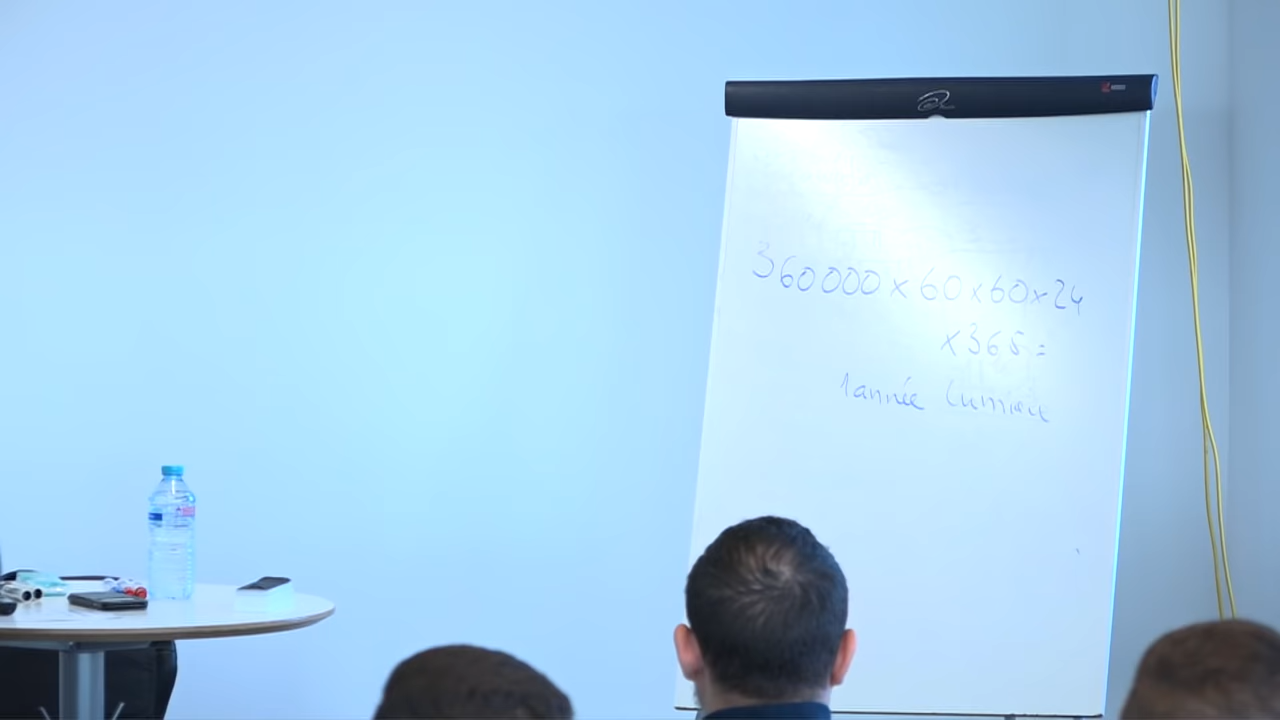 360000 x 60 x 60 x 24
x 365 =
1 année lumière